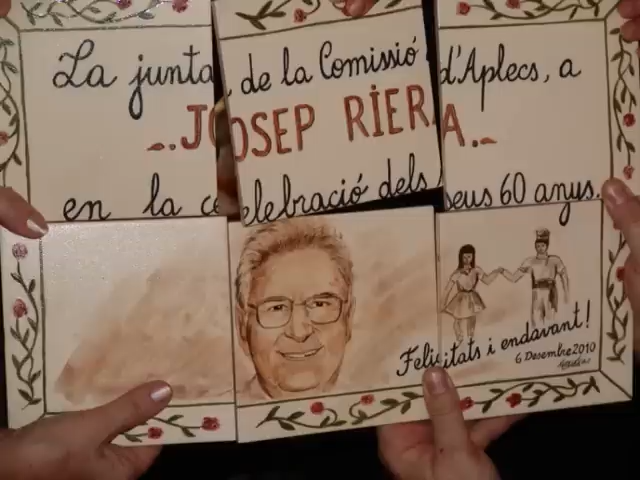 La junta de la Comissió d'Aplecs, a
...JOSEP RIERA...
en la celebració dels seus 60 anys.
Felicitats i endavant!
6 Desembre 2010